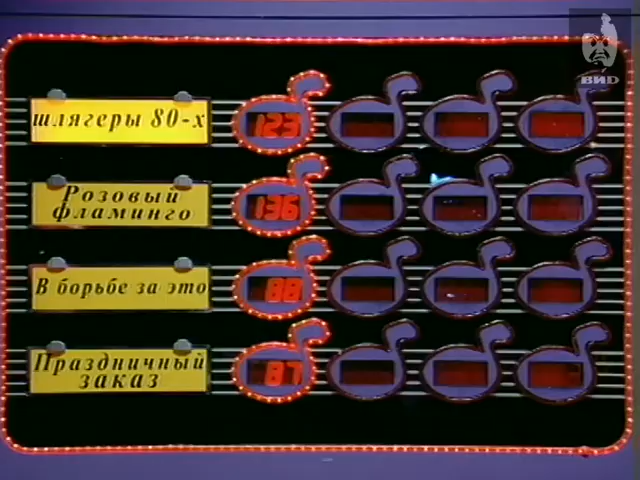 ВИD
шлягеры 80-х
123
Розовый
фламинго
136
В борьбе за это
88
Праздничный
заказ
87